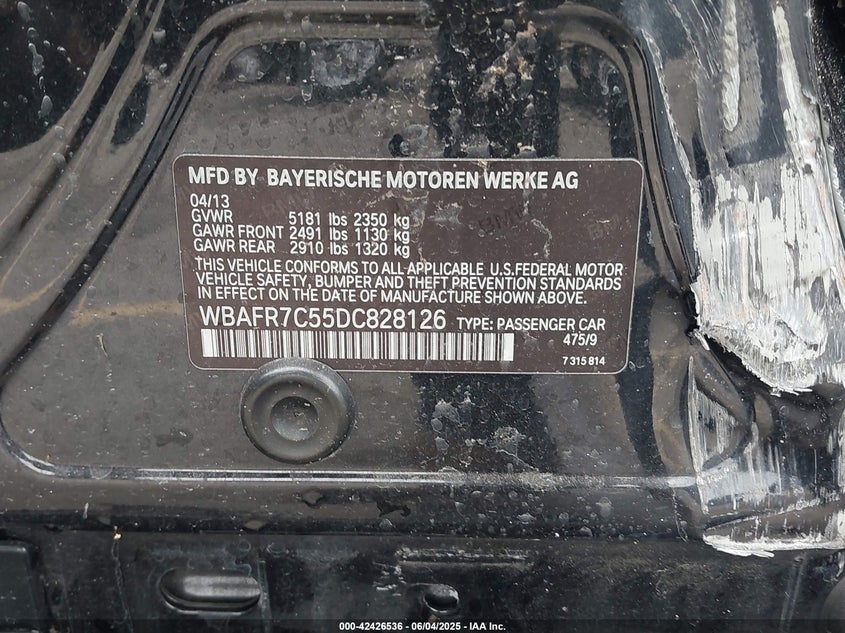 MFD BY BAYERISCHE MOTOREN WERKE AG
04/13
GVWR 5181 lbs 2350 kg
GAWR FRONT 2491 lbs 1130 kg
GAWR REAR 2910 lbs 1320 kg
THIS VEHICLE CONFORMS TO ALL APPLICABLE U.S.FEDERAL MOTOR
VEHICLE SAFETY, BUMPER AND THEFT PREVENTION STANDARDS
IN EFFECT ON THE DATE OF MANUFACTURE SHOWN ABOVE.
WBAFR7C55DC828126 TYPE: PASSENGER CAR
475/9
7 315 814
000-42426536 - 06/04/2025 - IAA Inc.